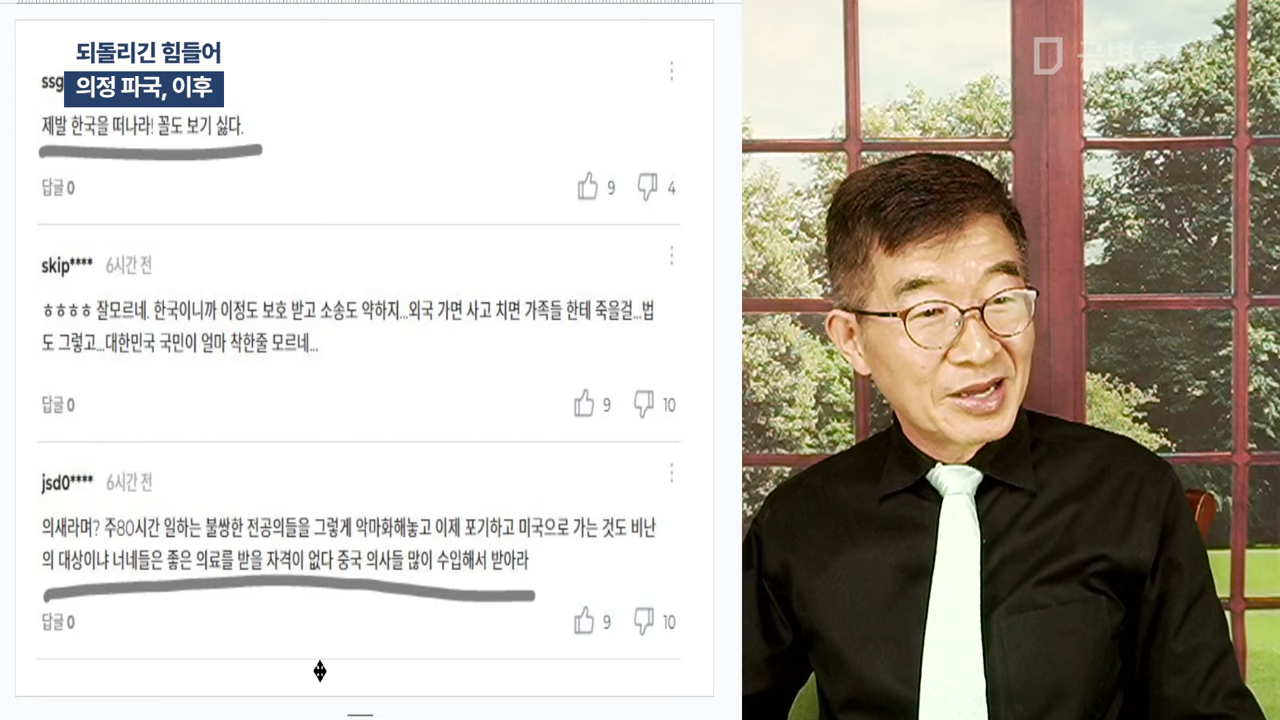 되돌리긴 힘들어
의정 파국, 이후
ssg
제발 한국을 떠나라! 꼴도 보기 싫다.
답글 0
9
4
skip**** 6시간 전
ㅎㅎㅎㅎ 잘모르네. 한국이니까 이정도 보호 받고 소송도 약하지...외국 가면 사고 치면 가족들 한테 죽을걸...법
도 그렇고...대한민국 국민이 얼마 착한줄 모르네...
답글 0
9
10
jsd0**** 6시간 전
의새라며? 주80시간 일하는 불쌍한 전공의들을 그렇게 악마화해놓고 이제 포기하고 미국으로 가는 것도 비난
의 대상이냐 너네들은 좋은 의료를 받을 자격이 없다 중국 의사들 많이 수입해서 받아라
답글 0
9
10